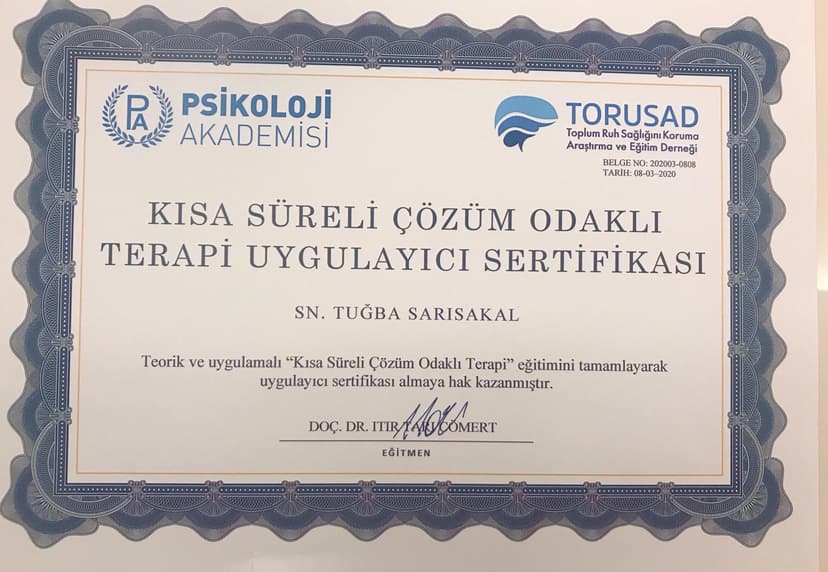 PA
PSİKOLOJİ
AKADEMİSİ
TORUSAD
Toplum Ruh Sağlığını Koruma
Araştırma ve Eğitim Derneği
BELGE NO: 202003-0808
TARİH: 08-03-2020
KISA SÜRELİ ÇÖZÜM ODAKLI
TERAPİ UYGULAYICI SERTİFİKASI
SN. TUĞBA SARISAKAL
Teorik ve uygulamalı “Kısa Süreli Çözüm Odaklı Terapi” eğitimini tamamlayarak
uygulayıcı sertifikası almaya hak kazanmıştır.
DOÇ. DR. ITIR TARI CÖMERT
EĞİTMEN